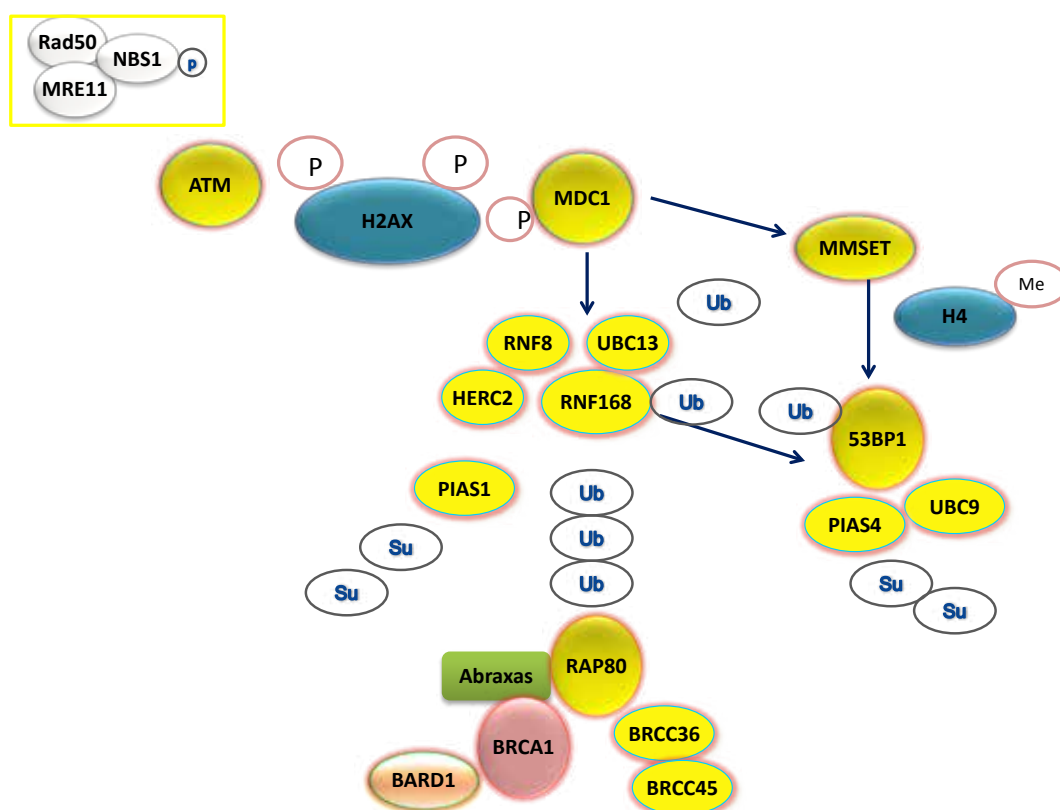 Rad50
NBS1
p
MRE11
ATM
P
P
H2AX
P
MDC1
MMSET
Me
H4
Ub
RNF8
UBC13
HERC2
RNF168
Ub
Ub
53BP1
PIAS1
Ub
UBC9
PIAS4
Su
Ub
Su
Ub
Su
Su
RAP80
Abraxas
BRCA1
BRCC36
BARD1
BRCC45